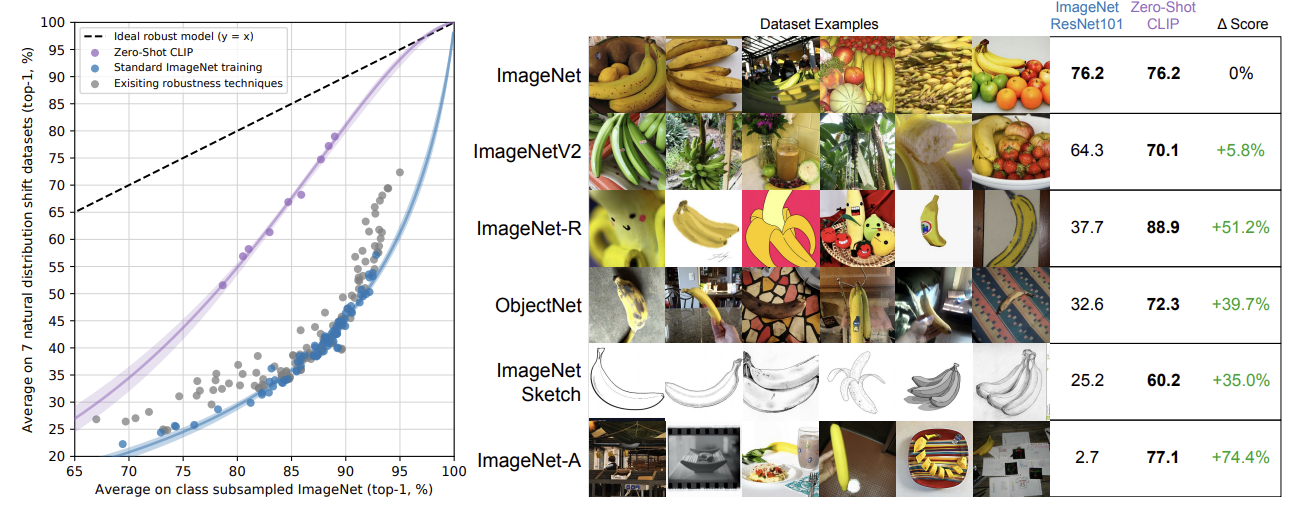 100
95
90
85
80
75
70
65
60
55
50
45
40
35
30
25
20
Average on 7 natural distribution shift datasets (top-1, %)
Ideal robust model (y = x)
Zero-Shot CLIP
Standard ImageNet training
Exisiting robustness techniques
65 70 75 80 85 90 95 100
Average on class subsampled ImageNet (top-1, %)
Dataset Examples
ImageNet
ResNet101
Zero-Shot
CLIP
Δ Score
ImageNet 76.2 76.2 0%
ImageNetV2 64.3 70.1 +5.8%
ImageNet-R 37.7 88.9 +51.2%
ObjectNet 32.6 72.3 +39.7%
ImageNet
Sketch 25.2 60.2 +35.0%
ImageNet-A 2.7 77.1 +74.4%